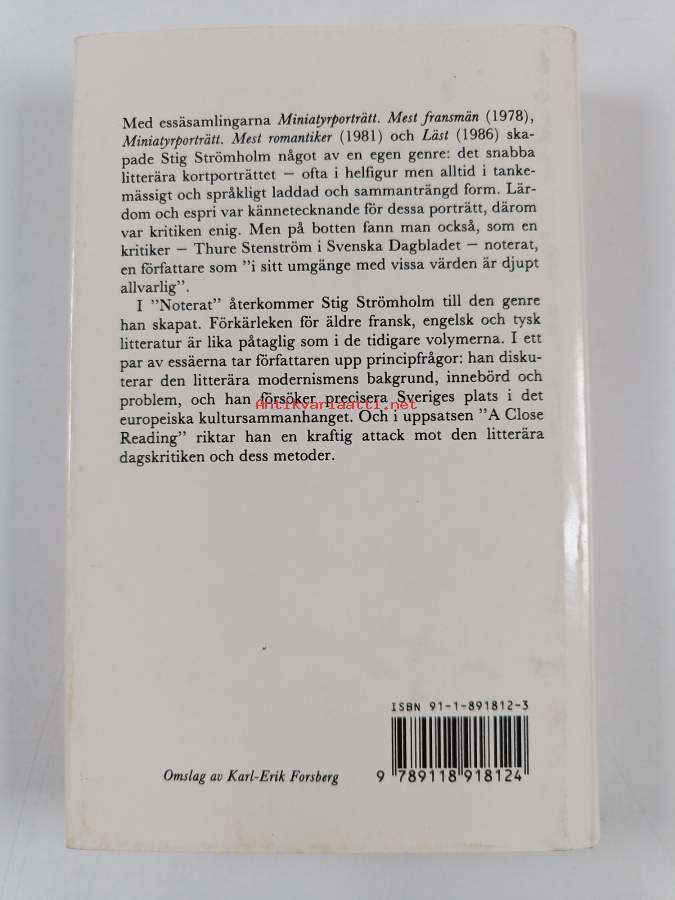 Med essäsamlingarna Miniatyrporträtt. Mest fransmän (1978),
Miniatyrporträtt. Mest romantiker (1981) och Läst (1986) ska-
pade Stig Strömholm något av en egen genre: det snabba
litterära kortporträttet — ofta i helfigur men alltid i tanke-
mässigt och språkligt laddad och sammanträngd form. Lär-
dom och espri var kännetecknande för dessa porträtt, därom
var kritiken enig. Men på botten fann man också, som en
kritiker — Thure Stenström i Svenska Dagbladet — noterat,
en författare som ”i sitt umgänge med vissa värden är djupt
allvarlig”.
I ”Noterat” återkommer Stig Strömholm till den genre
han skapat. Förkärleken för äldre fransk, engelsk och tysk
litteratur är lika påtaglig som i de tidigare volymerna. I ett
par av essäerna tar författaren upp principfrågor: han disku-
terar den litterära modernismens bakgrund, innebörd och
problem, och han försöker precisera Sveriges plats i det
Antikvariaatti.net
europeiska kultursammanhanget. Och i uppsatsen ”A Close
Reading” riktar han en kraftig attack mot den litterära
dagskritiken och dess metoder.
ISBN 91-1-891812-3
Omslag av Karl-Erik Forsberg
9 789118 918124